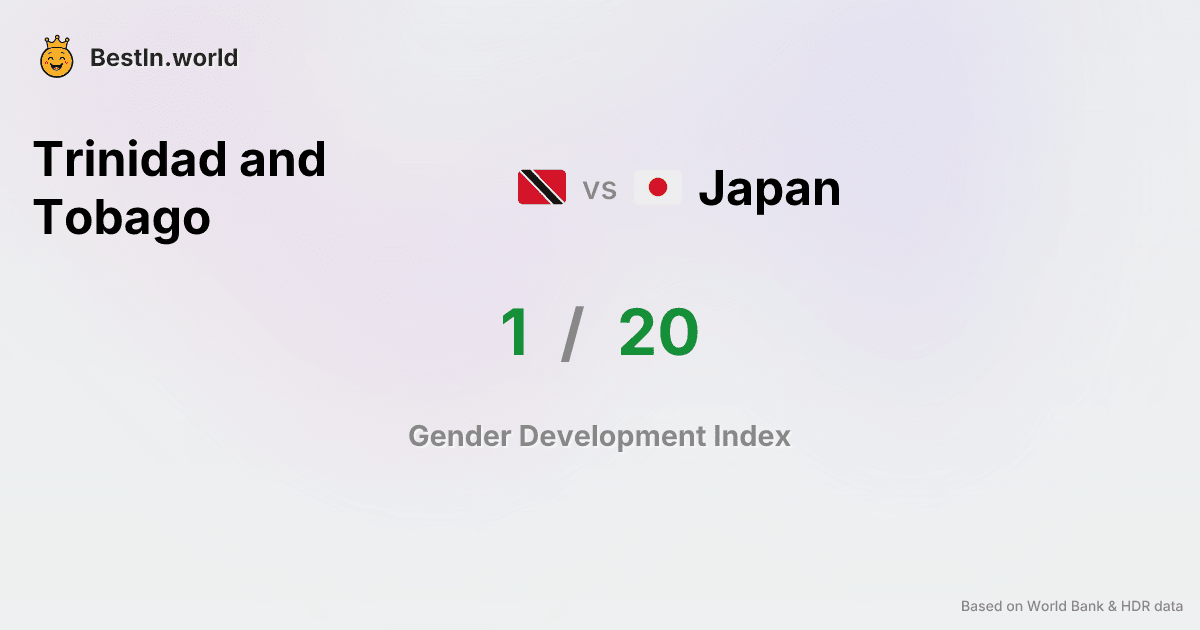 BestIn.world
Trinidad and
Tobago
vs Japan
1 / 20
Gender Development Index
Based on World Bank & HDR data